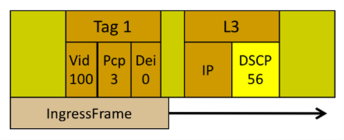 Tag 1
L3
Vid
100
Pcp
3
Dei
0
IP
DSCP
56
IngressFrame